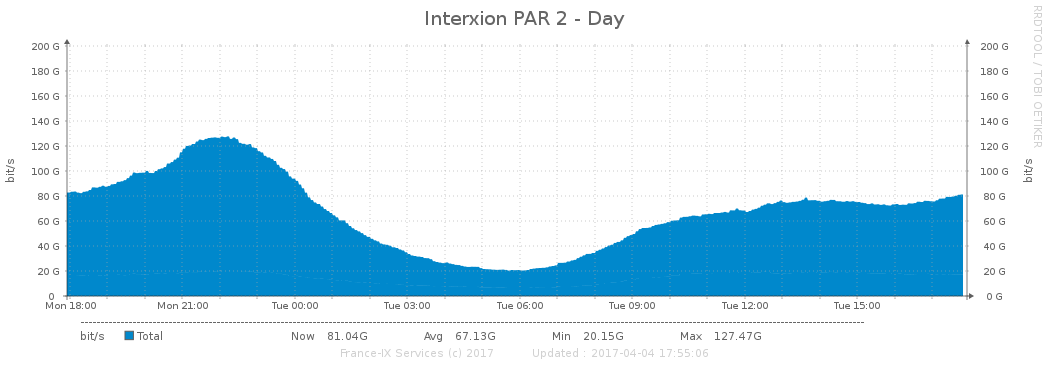 Interxion PAR 2 - Day
RRDTOOL / TOBI OETIKER
bit/s
200 G 200 G
180 G 180 G
160 G 160 G
140 G 140 G
120 G 120 G
100 G 100 G
80 G 80 G
60 G 60 G
40 G 40 G
20 G 20 G
0 0 G
bit/s
Mon 18:00 Mon 21:00 Tue 00:00 Tue 03:00 Tue 06:00 Tue 09:00 Tue 12:00 Tue 15:00
bit/s Total Now 81.04G Avg 67.13G Min 20.15G Max 127.47G
France-IX Services (c) 2017 Updated : 2017-04-04 17:55:06